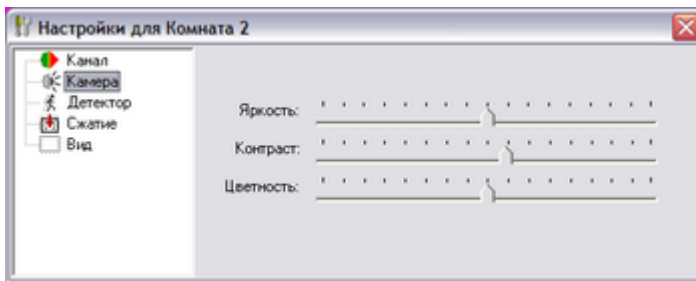 Настройки для Комната 2
Канал
Камера
Детектор
Сжатие
Вид
Яркость:
Контраст:
Цветность: